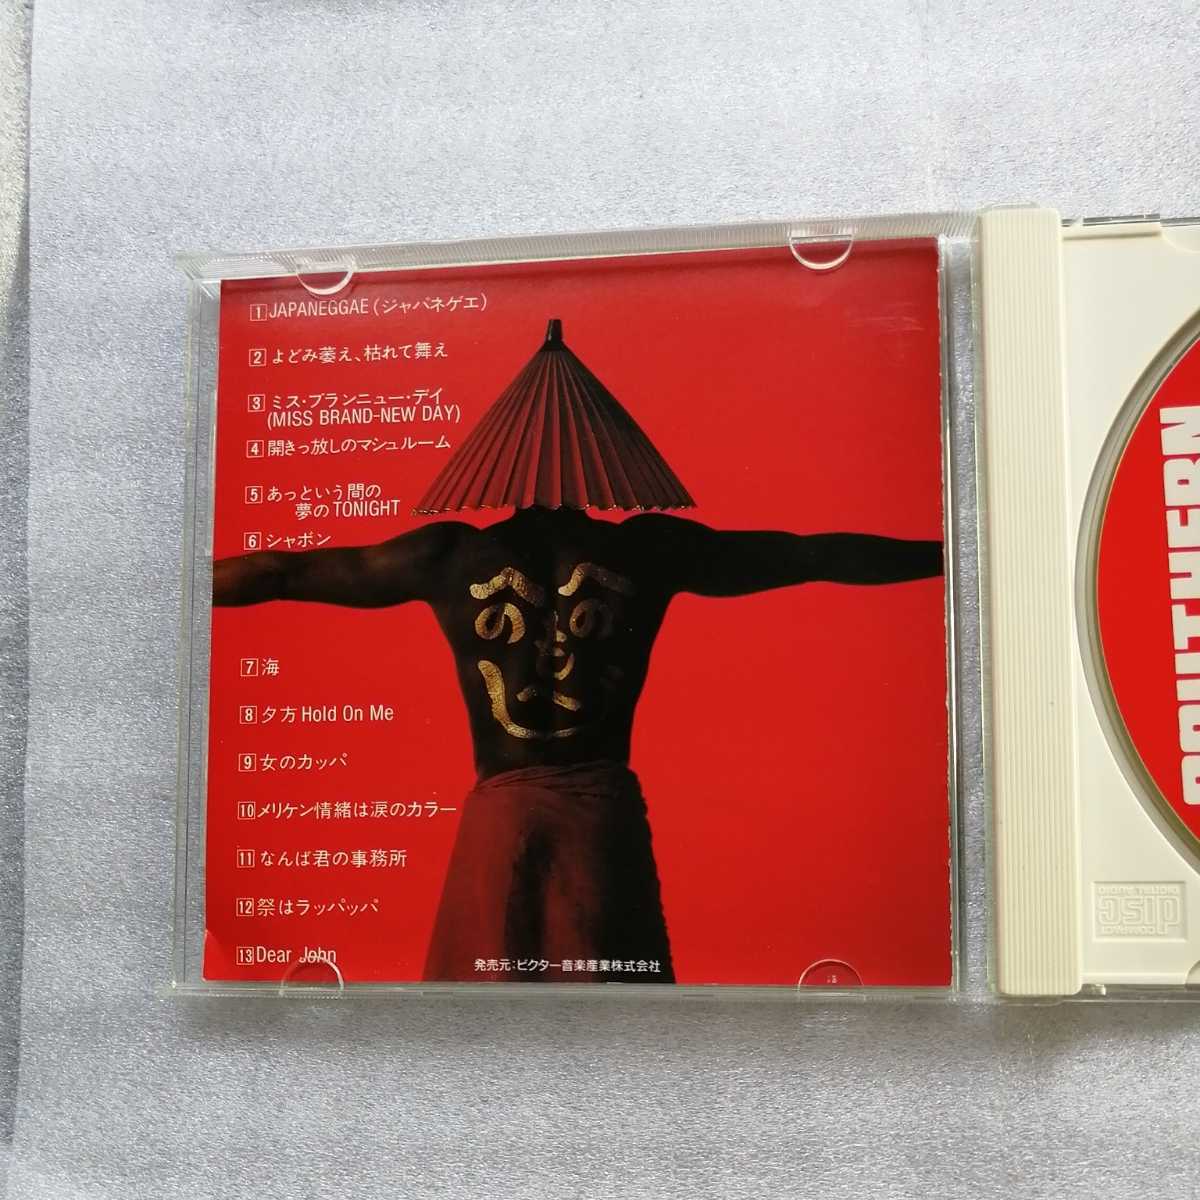 1 JAPANEGGAE(ジャパネゲエ)
2 よどみ萎え、枯れて舞え
3 ミス・ブランニュー・デイ
(MISS BRAND-NEW DAY)
4 開きっ放しのマシュルーム
5 あっという間の
夢のTONIGHT
6 シャボン
7 海
8 夕方 Hold On Me
9 女のカッパ
10 メリケン情緒は涙のカラー
11 なんば君の事務所
12 祭はラッパッパ
13 Dear John
へ へ
の の
も
へ
じ
発売元:ビクター音楽産業株式会社
SOUTHERN
COMPACT
disc
DIGITAL AUDIO